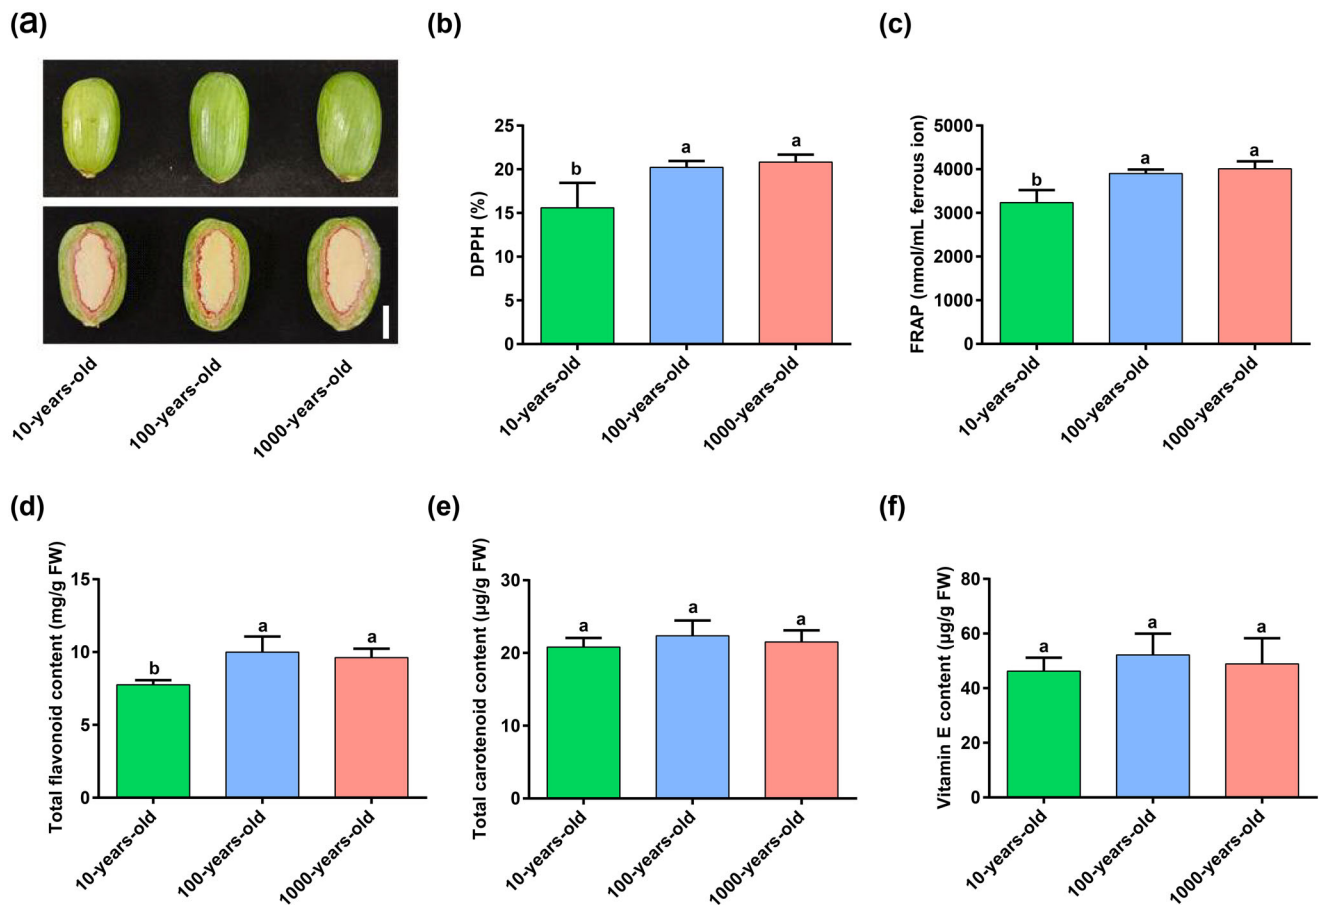 (a)
10-years-old
100-years-old
1000-years-old
(b)
DPPH (%)
25
20
15
10
5
0
b
a
a
10-years-old
100-years-old
1000-years-old
(c)
FRAP (nmol/mL ferrous ion)
5000
4000
3000
2000
1000
0
b
a
a
10-years-old
100-years-old
1000-years-old
(d)
Total flavonoid content (mg/g FW)
15
10
5
0
b
a
a
10-years-old
100-years-old
1000-years-old
(e)
Total carotenoid content (μg/g FW)
30
20
10
0
a
a
a
10-years-old
100-years-old
1000-years-old
(f)
Vitamin E content (μg/g FW)
80
60
40
20
0
a
a
a
10-years-old
100-years-old
1000-years-old